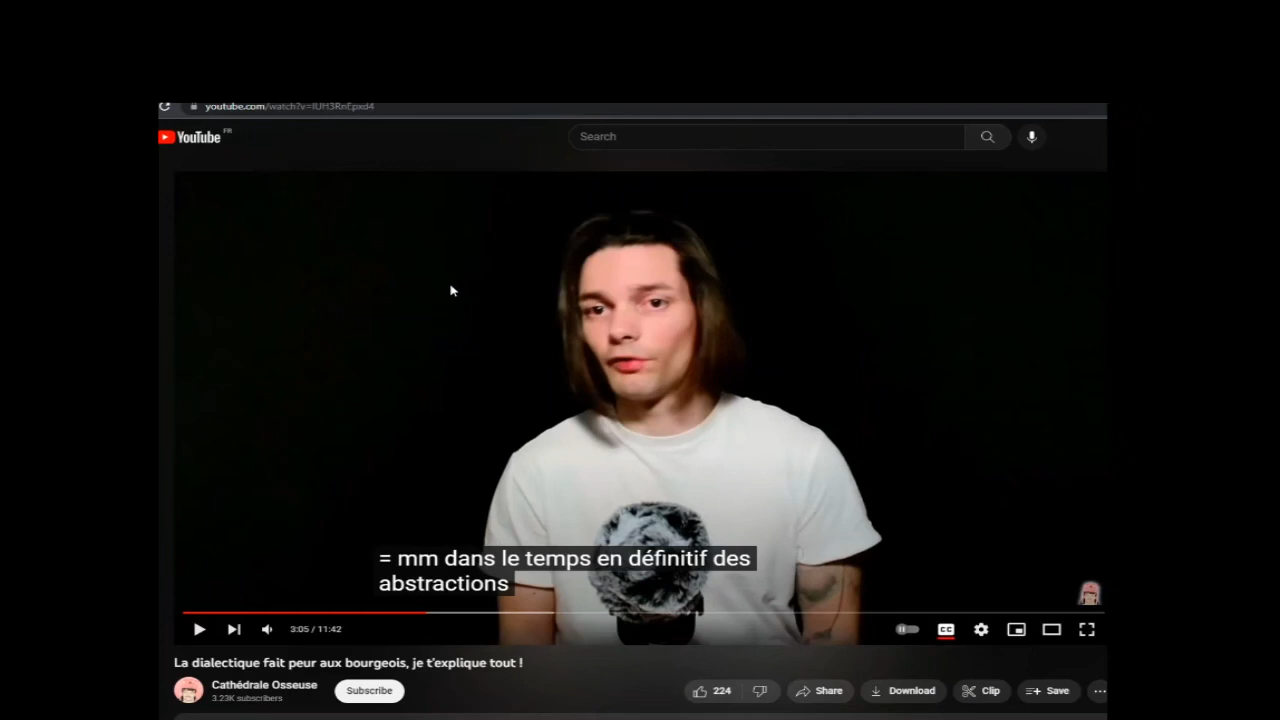 youtube.com/watch?v=IUH3RnEpxd4
YouTube FR
Search
= mm dans le temps en définitif des
abstractions
3:05 / 11:42
CC
La dialectique fait peur aux bourgeois, je t'explique tout !
Cathédrale Osseuse
3.23K subscribers
Subscribe
224
Share
Download
Clip
Save